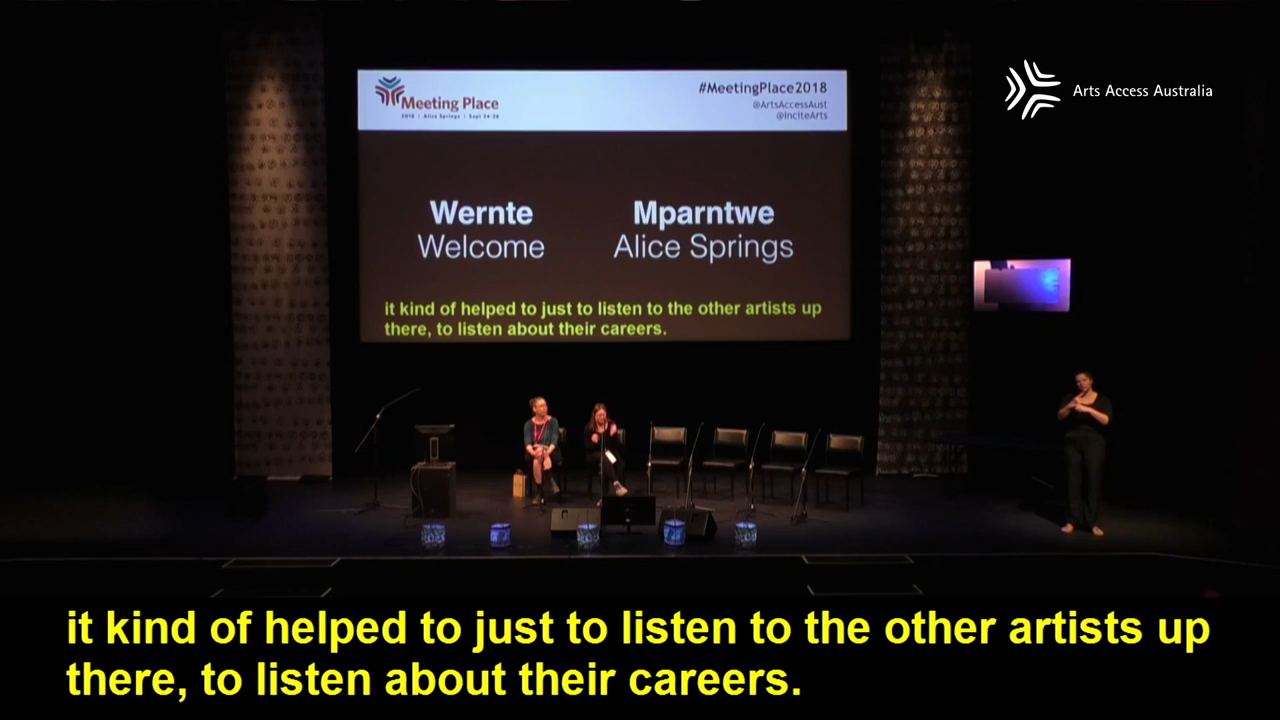 Meeting Place
2018 | Alice Springs | Sept 24-26
#MeetingPlace2018
@ArtsAccessAust
@InciteArts
Arts Access Australia
Wernte
Welcome
Mparntwe
Alice Springs
it kind of helped to just to listen to the other artists up
there, to listen about their careers.
it kind of helped to just to listen to the other artists up
there, to listen about their careers.